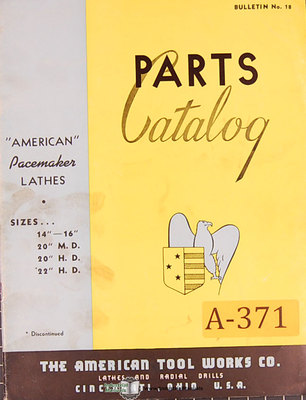 BULLETIN No. 18
PARTS
Catalog
"AMERICAN"
Pacemaker
LATHES
SIZES...
14"—16"
20" M.D.
20" H.D.
*22" H.D.
* Discontinued
A-371
THE AMERICAN TOOL WORKS CO.
LATHES AND RADIAL DRILLS
CINCINNATI, OHIO, U.S.A.